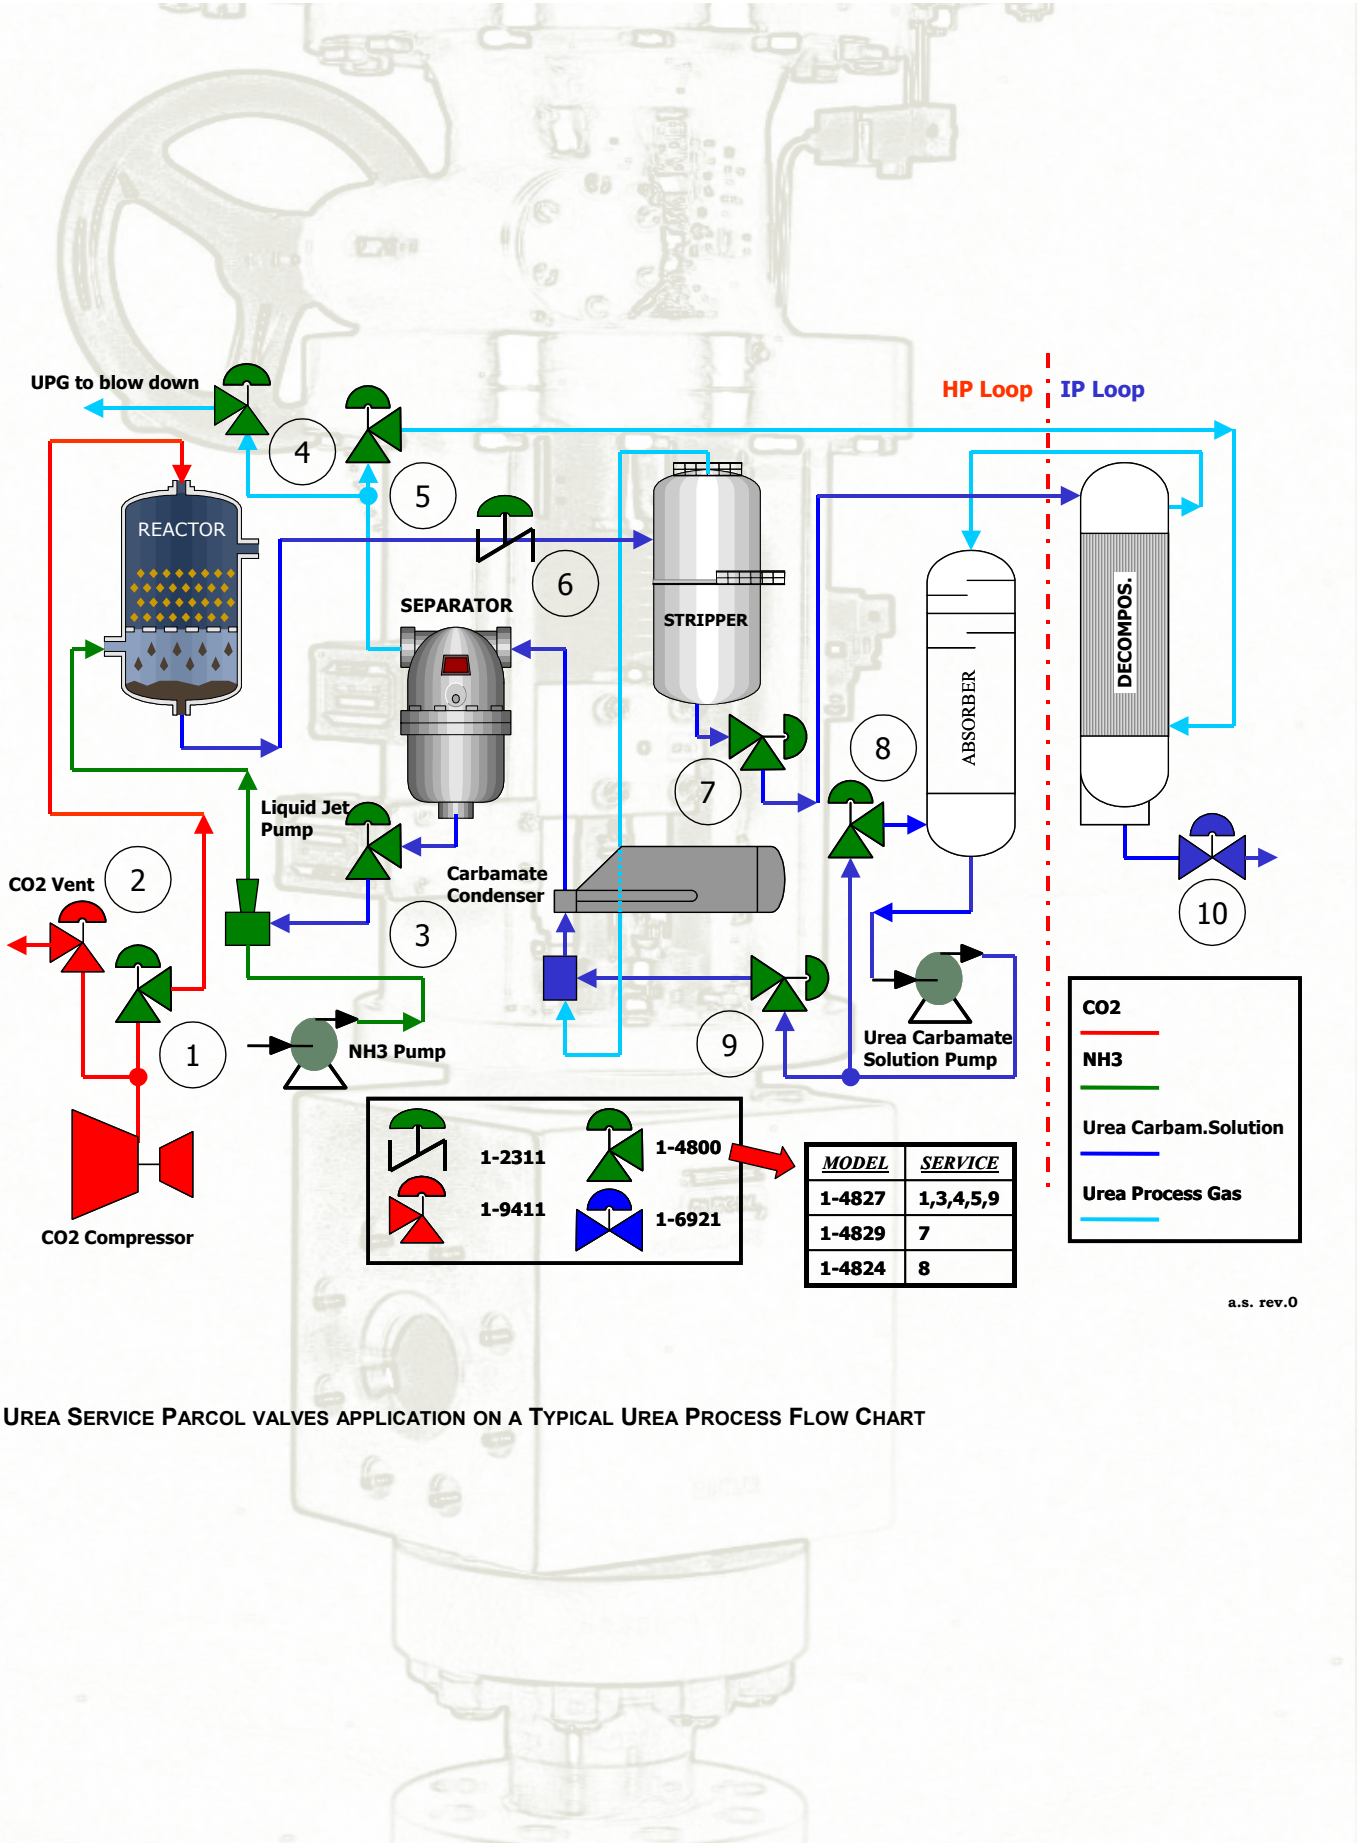 UPG to blow down
HP Loop
IP Loop
4
5
REACTOR
6
SEPARATOR
STRIPPER
DECOMPOS.
ABSORBER
8
7
Liquid Jet
Pump
CO2 Vent
2
Carbamate
Condenser
3
10
1
NH3 Pump
9
Urea Carbamate
Solution Pump
CO2
NH3
Urea Carbam.Solution
Urea Process Gas
CO2 Compressor
1-2311
1-4800
1-9411
1-6921
MODEL SERVICE
1-4827 1,3,4,5,9
1-4829 7
1-4824 8
a.s. rev.0
UREA SERVICE PARCOL VALVES APPLICATION ON A TYPICAL UREA PROCESS FLOW CHART